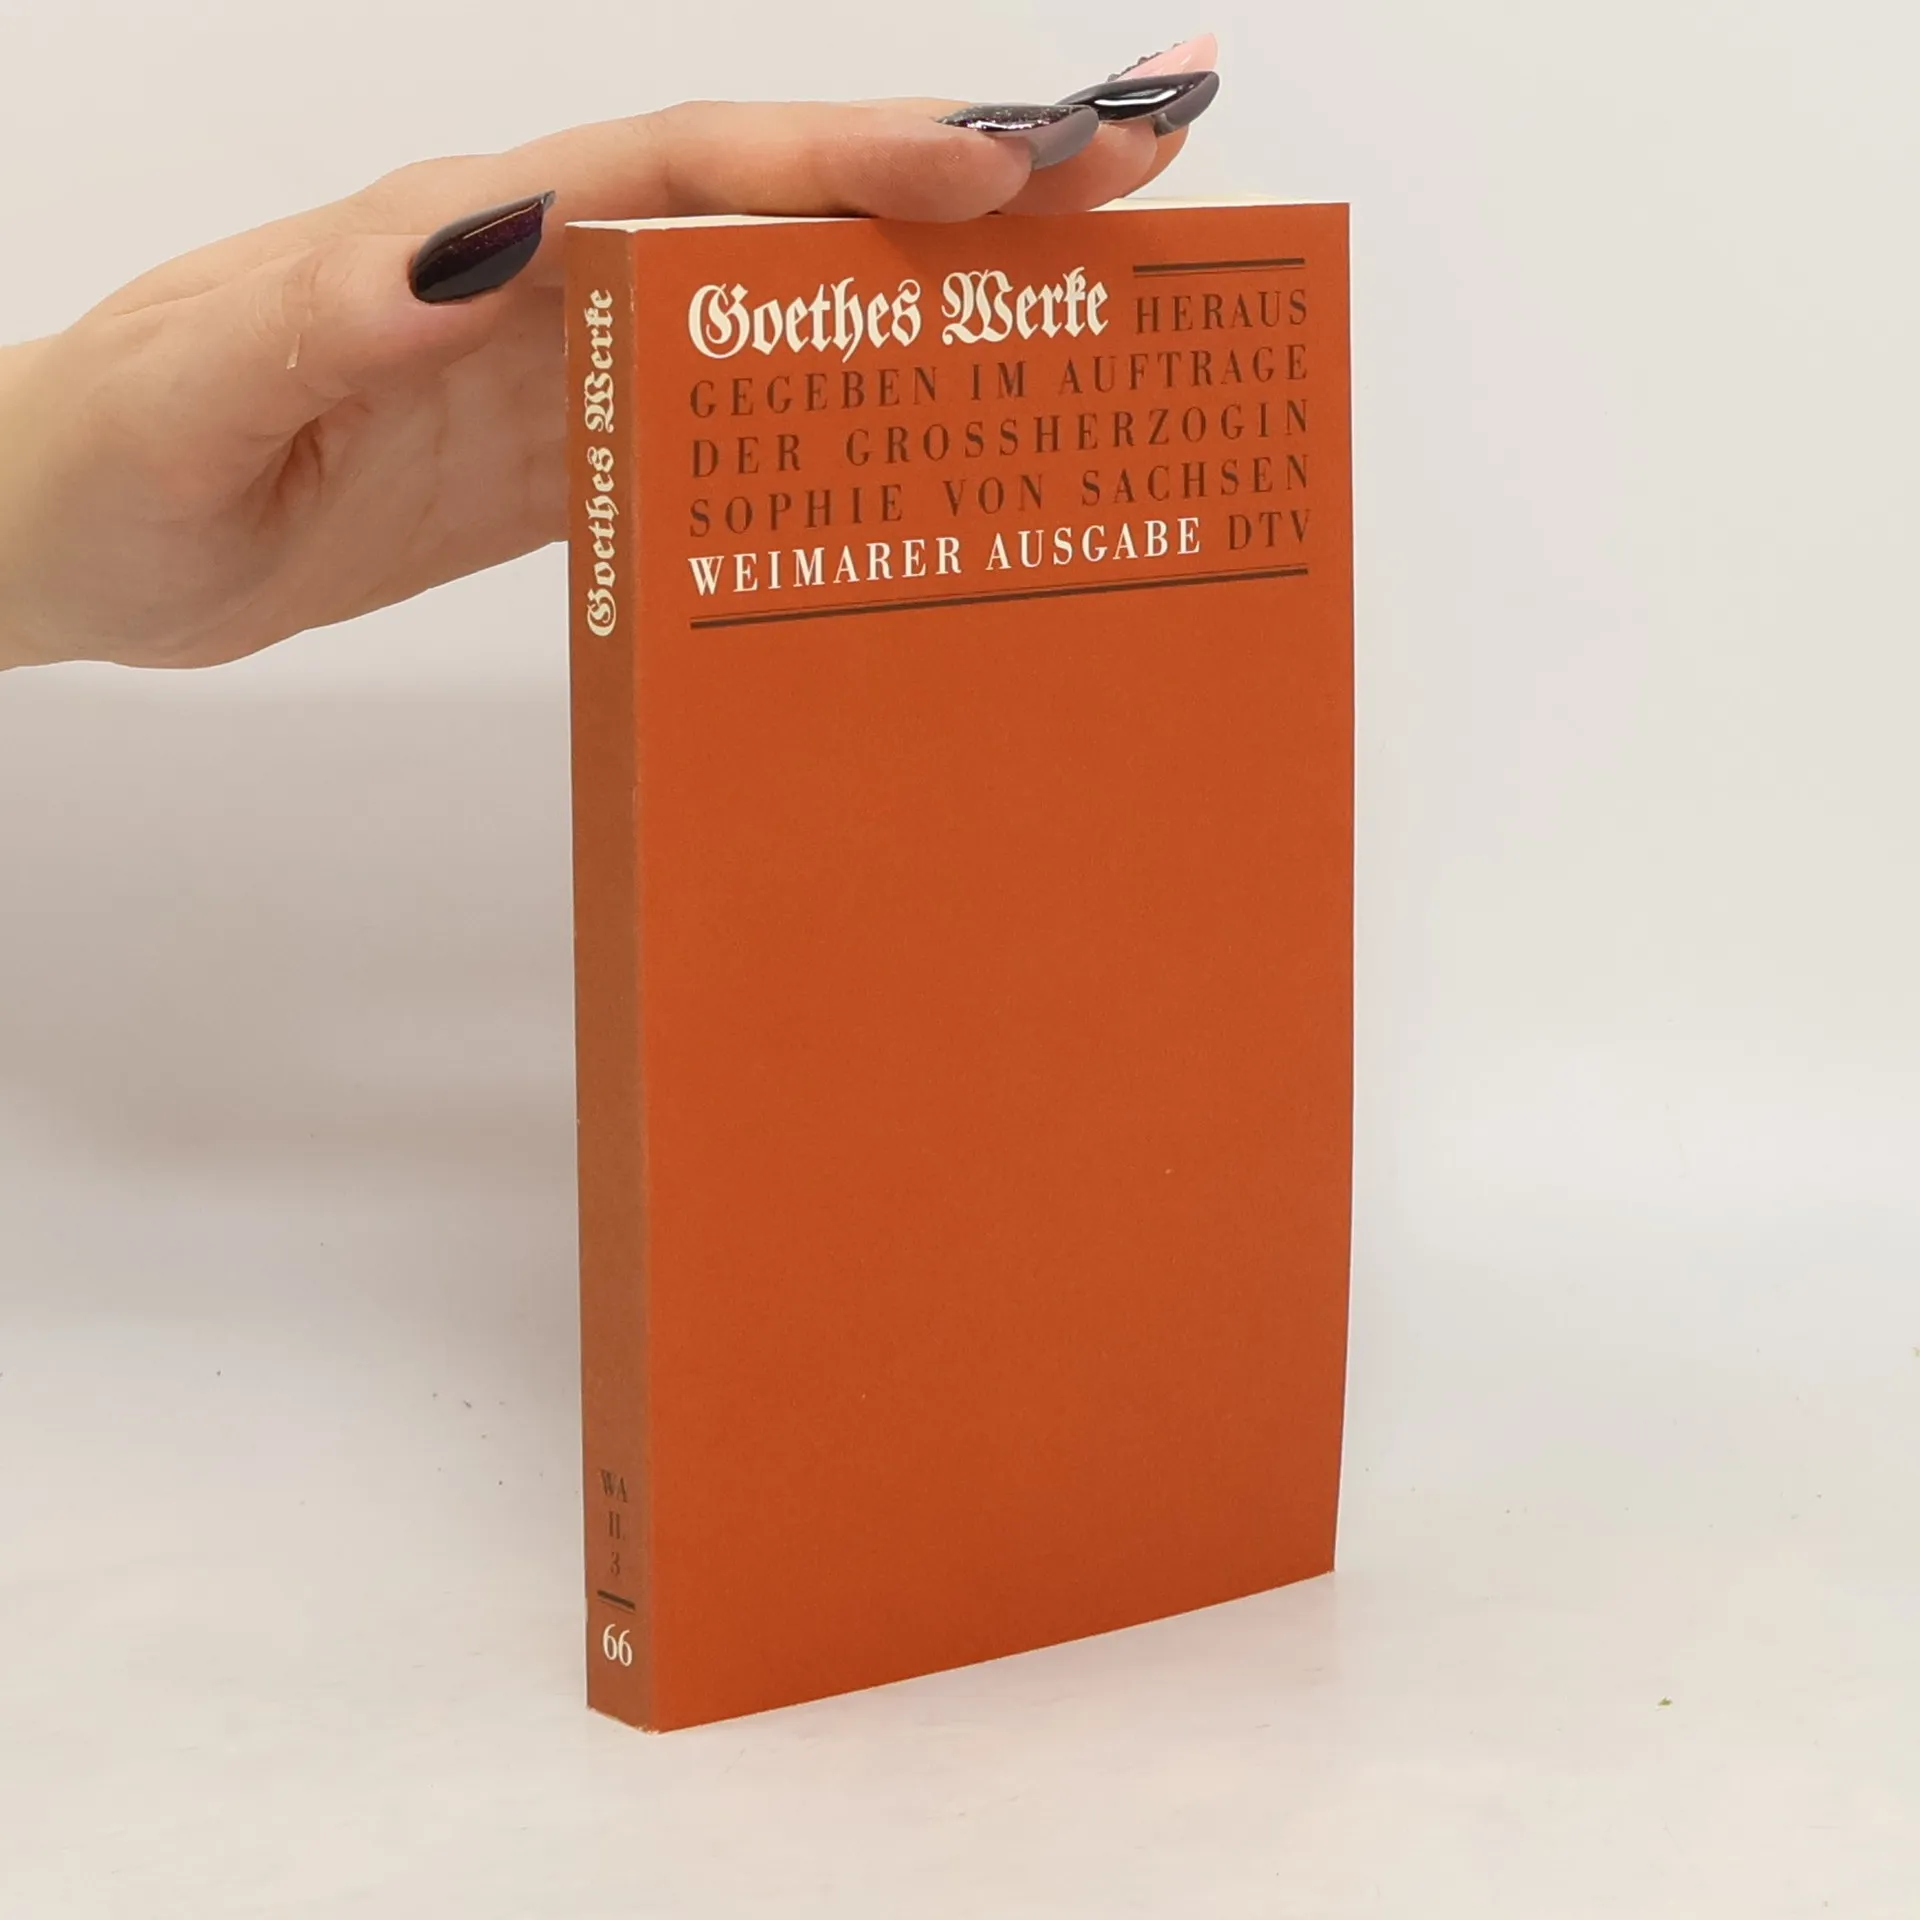 Goethes Werke HERAUS
GEGEBEN IM AUFTRAGE
DER GROSSHERZOGIN
SOPHIE VON SACHSEN
WEIMARER AUSGABE DTV
Goethes Werke
WA
II.
3
66